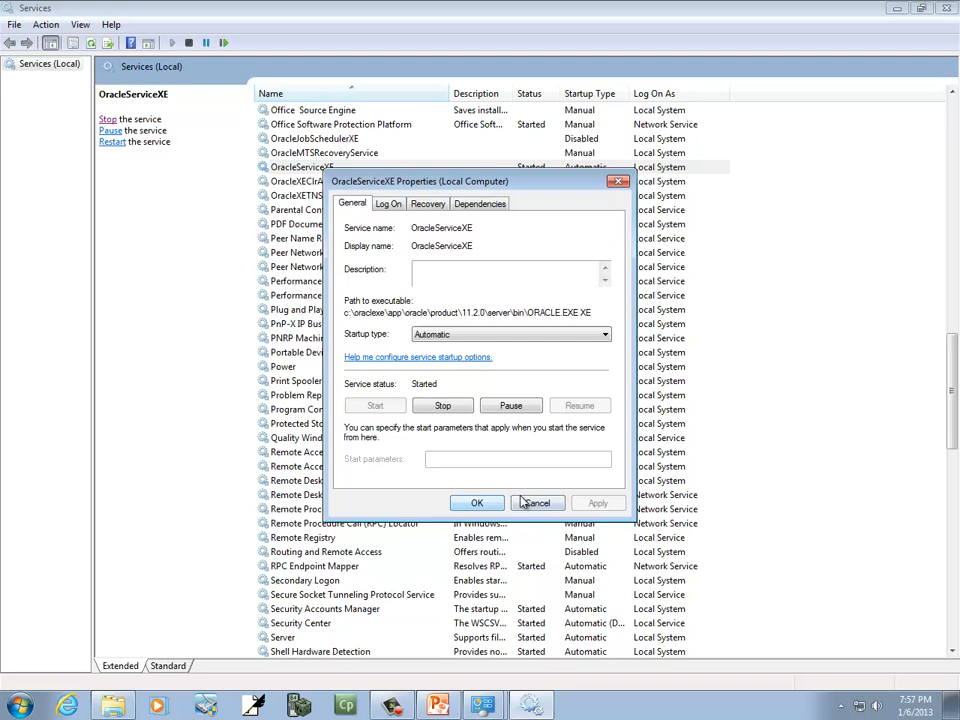 Services
File Action View Help
Services (Local)
Services (Local)
OracleServiceXE
Stop the service
Pause the service
Restart the service
Name Description Status Startup Type Log On As
Office Source Engine Saves install... Manual Local System
Office Software Protection Platform Office Soft... Started Manual Network Service
OracleJobSchedulerXE Disabled Local System
OracleMTSRecoveryService Manual Local System
OracleServiceXE Started Automatic Local System
OracleXEClrA Local System
OracleXETNS Local System
Parental Con Local System
PDF Docume Local System
Peer Name R Local Service
Peer Networ Local Service
Peer Networ Local Service
Performance Local Service
Performance Local Service
Plug and Play Local System
PnP-X IP Bus Local System
PNRP Machin Local Service
Portable Devi Local System
Power Local System
Print Spooler Local System
Problem Rep Local System
Program Com Local System
Protected Sto Local System
Quality Wind Local Service
Remote Acce Local System
Remote Acce Local System
Remote Desk Local System
Remote Desk Network Service
Remote Proc Network Service
Remote Procedure Call (RPC) Locator In Windows... Manual Network Service
Remote Registry Enables rem... Manual Local Service
Routing and Remote Access Offers routi... Disabled Local System
RPC Endpoint Mapper Resolves RP... Started Automatic Network Service
Secondary Logon Enables star... Manual Local System
Secure Socket Tunneling Protocol Service Provides su... Manual Local Service
Security Accounts Manager The startup ... Started Automatic Local System
Security Center The WSCSV... Started Automatic (D... Local Service
Server Supports fil... Started Automatic Local System
Shell Hardware Detection Provides no... Started Automatic Local System
OracleServiceXE Properties (Local Computer)
General Log On Recovery Dependencies
Service name: OracleServiceXE
Display name: OracleServiceXE
Description:
Path to executable:
c:\oraclexe\app\oracle\product\11.2.0\server\bin\ORACLE.EXE XE
Startup type: Automatic
Help me configure service startup options.
Service status: Started
Start Stop Pause Resume
You can specify the start parameters that apply when you start the service
from here.
Start parameters:
OK Cancel Apply
Extended Standard
Cp
7:57 PM
1/6/2013